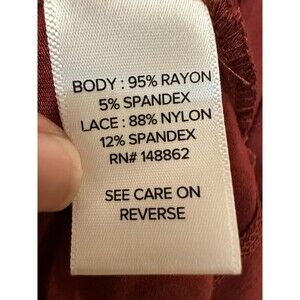 BODY : 95% RAYON
5% SPANDEX
LACE : 88% NYLON
12% SPANDEX
RN# 148862
SEE CARE ON
REVERSE